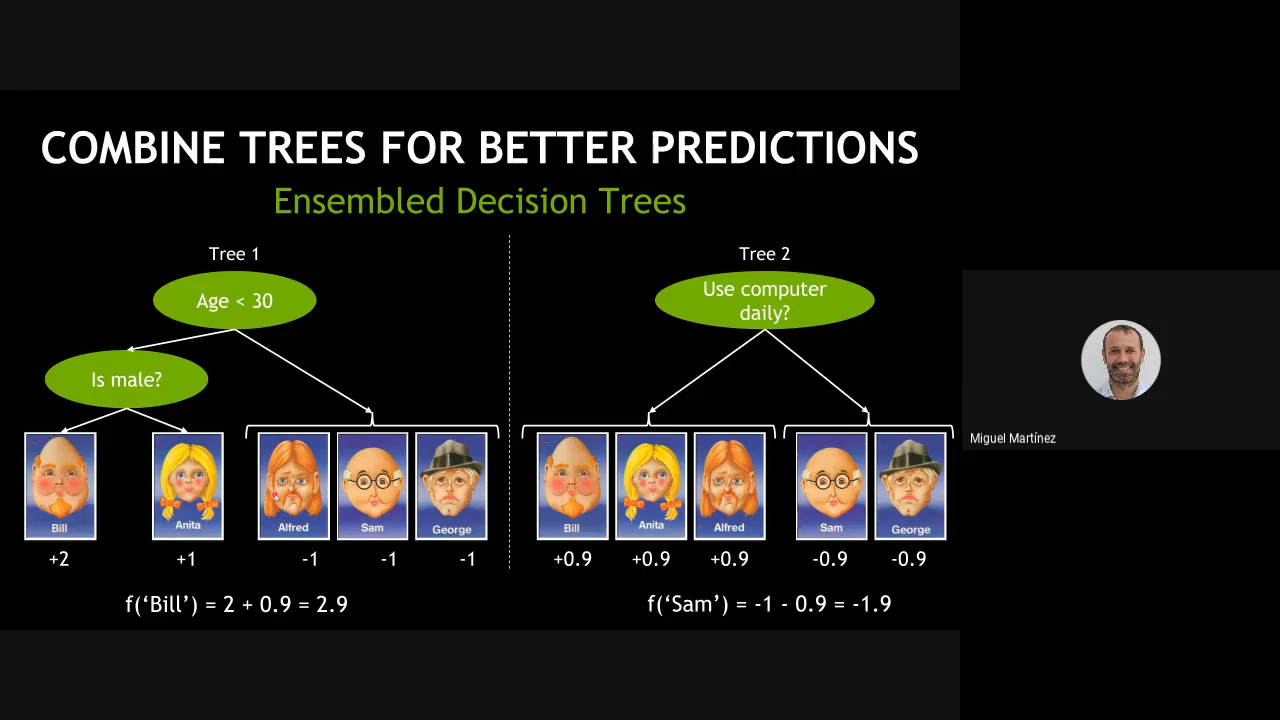 COMBINE TREES FOR BETTER PREDICTIONS
Ensembled Decision Trees
Tree 1
Age < 30
Is male?
Bill
Anita
Alfred
Sam
George
+2
+1
-1
-1
-1
f(‘Bill’) = 2 + 0.9 = 2.9
Tree 2
Use computer
daily?
Bill
Anita
Alfred
Sam
George
+0.9
+0.9
+0.9
-0.9
-0.9
f(‘Sam’) = -1 - 0.9 = -1.9
Miguel Martínez